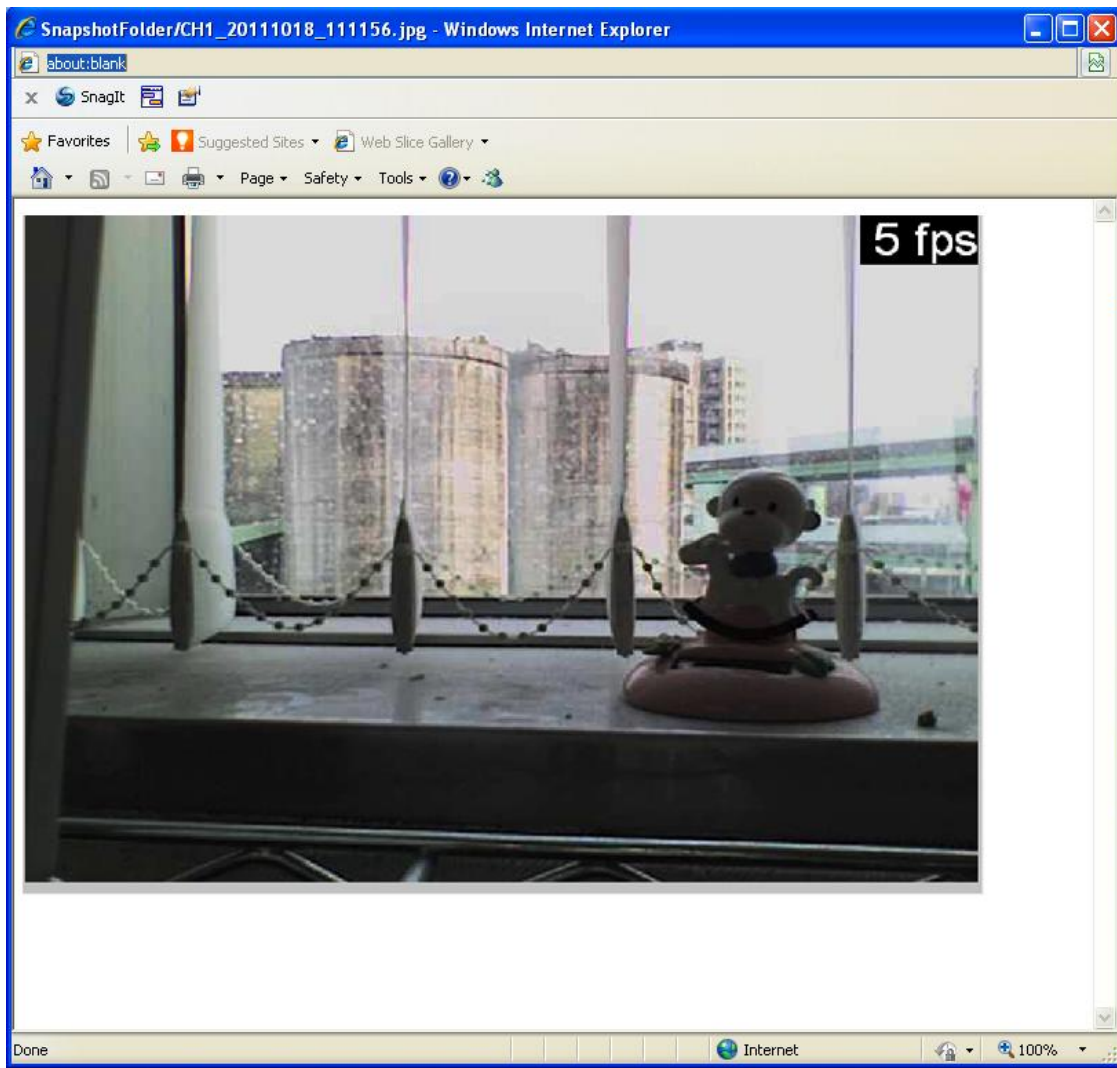 SnapshotFolder/CH1_20111018_111156.jpg - Windows Internet Explorer
about:blank
x SnagIt
Favorites Suggested Sites Web Slice Gallery
Page Safety Tools
5 fps
Done Internet 100%